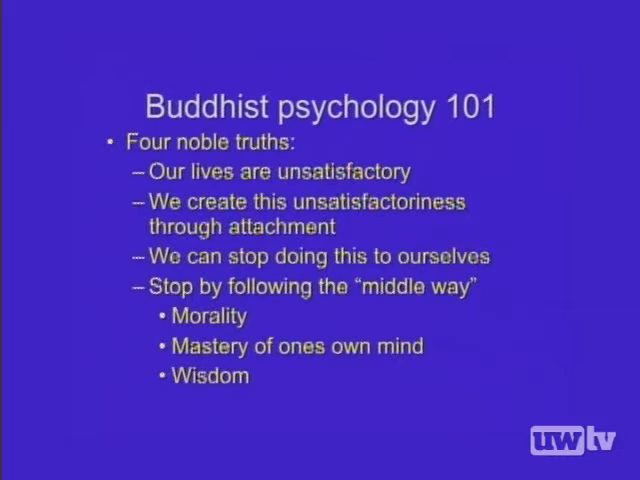 Buddhist psychology 101
• Four noble truths:
– Our lives are unsatisfactory
– We create this unsatisfactoriness
through attachment
– We can stop doing this to ourselves
– Stop by following the “middle way”
• Morality
• Mastery of ones own mind
• Wisdom
uwtv